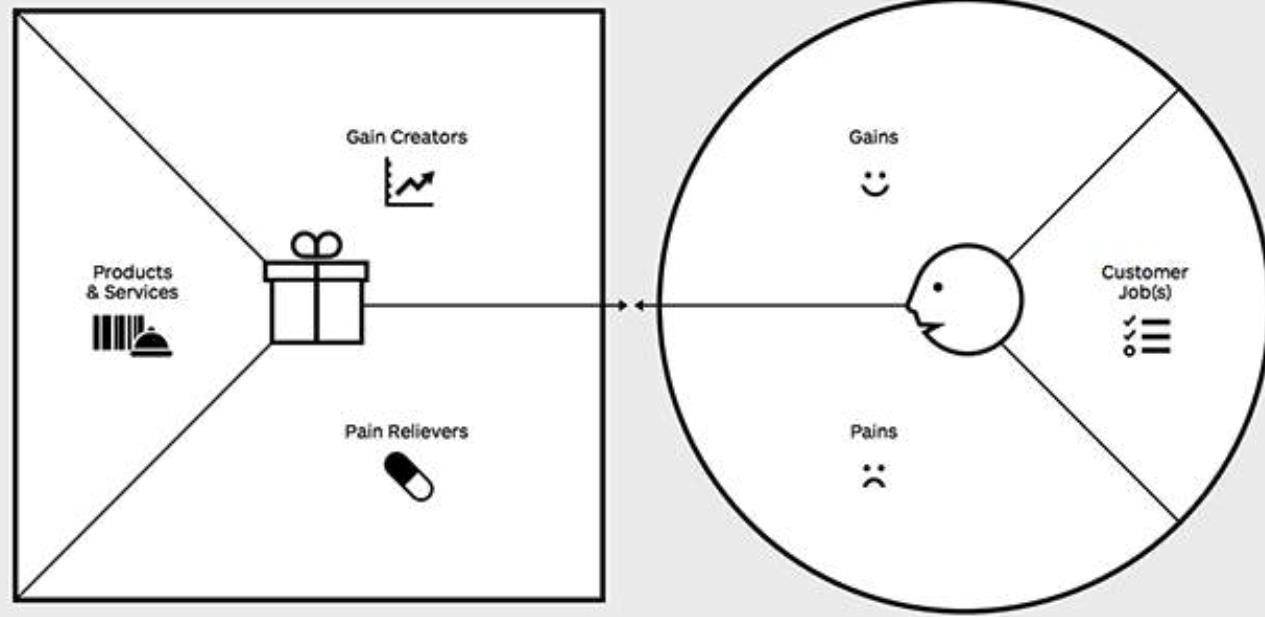 Gain Creators
Products
& Services
Pain Relievers
Gains
Customer
Job(s)
Pains